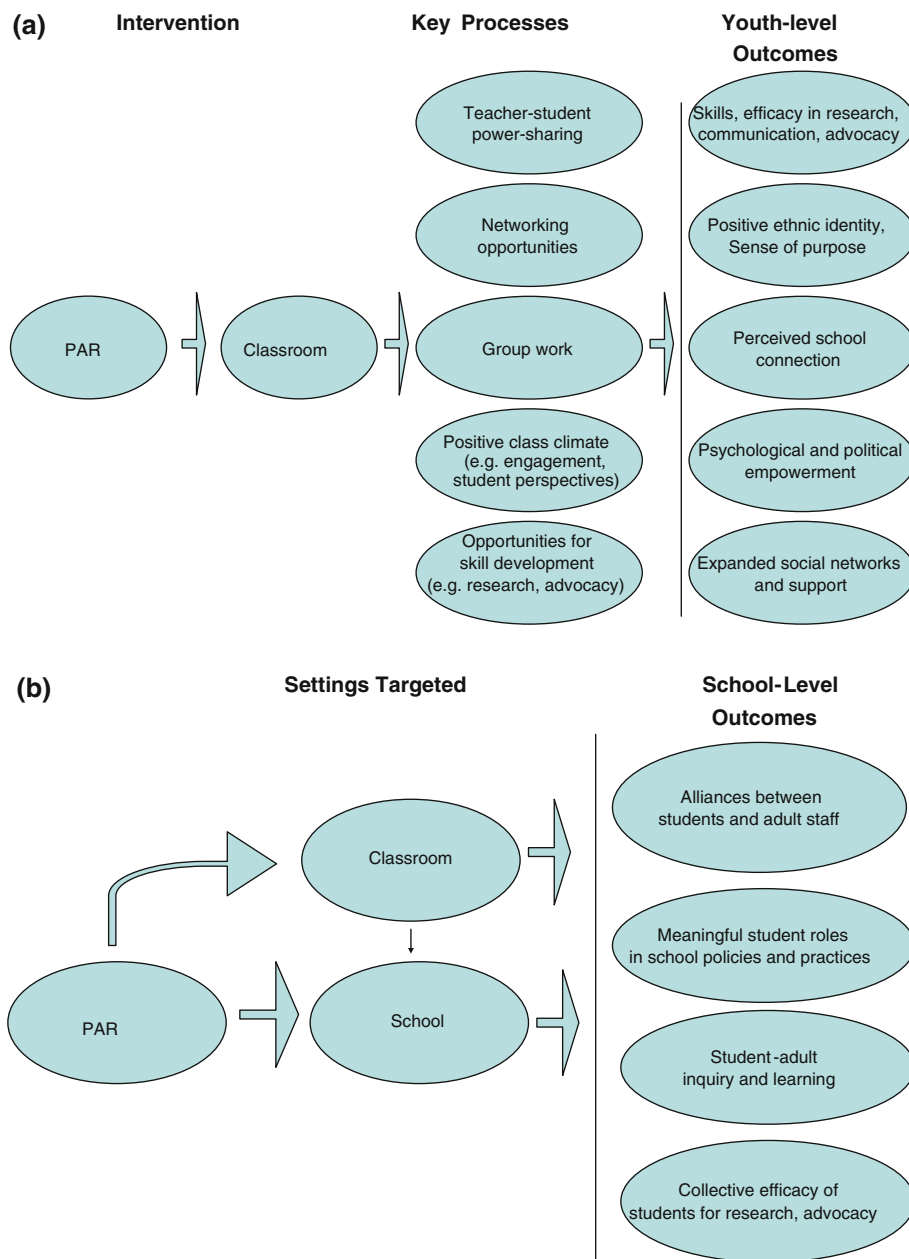 (a)
Intervention
Key Processes
Youth-level
Outcomes
PAR
Classroom
Teacher-student
power-sharing
Networking
opportunities
Group work
Positive class climate
(e.g. engagement,
student perspectives)
Opportunities for
skill development
(e.g. research, advocacy)
Skills, efficacy in research,
communication, advocacy
Positive ethnic identity,
Sense of purpose
Perceived school
connection
Psychological and political
empowerment
Expanded social networks
and support
(b)
Settings Targeted
School-Level
Outcomes
PAR
Classroom
School
Alliances between
students and adult staff
Meaningful student roles
in school policies and practices
Student-adult
inquiry and learning
Collective efficacy of
students for research, advocacy